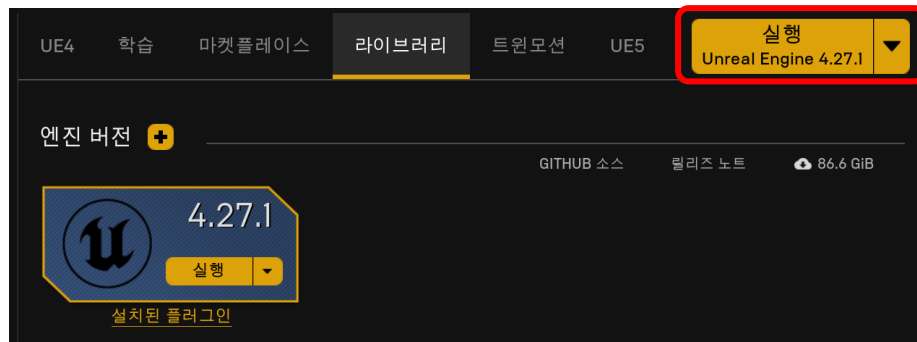 UE4 학습 마켓플레이스 라이브러리 트윈모션 UE5 실행
Unreal Engine 4.27.1
엔진 버전
GITHUB 소스 릴리즈 노트 86.6 GiB
4.27.1
실행
설치된 플러그인